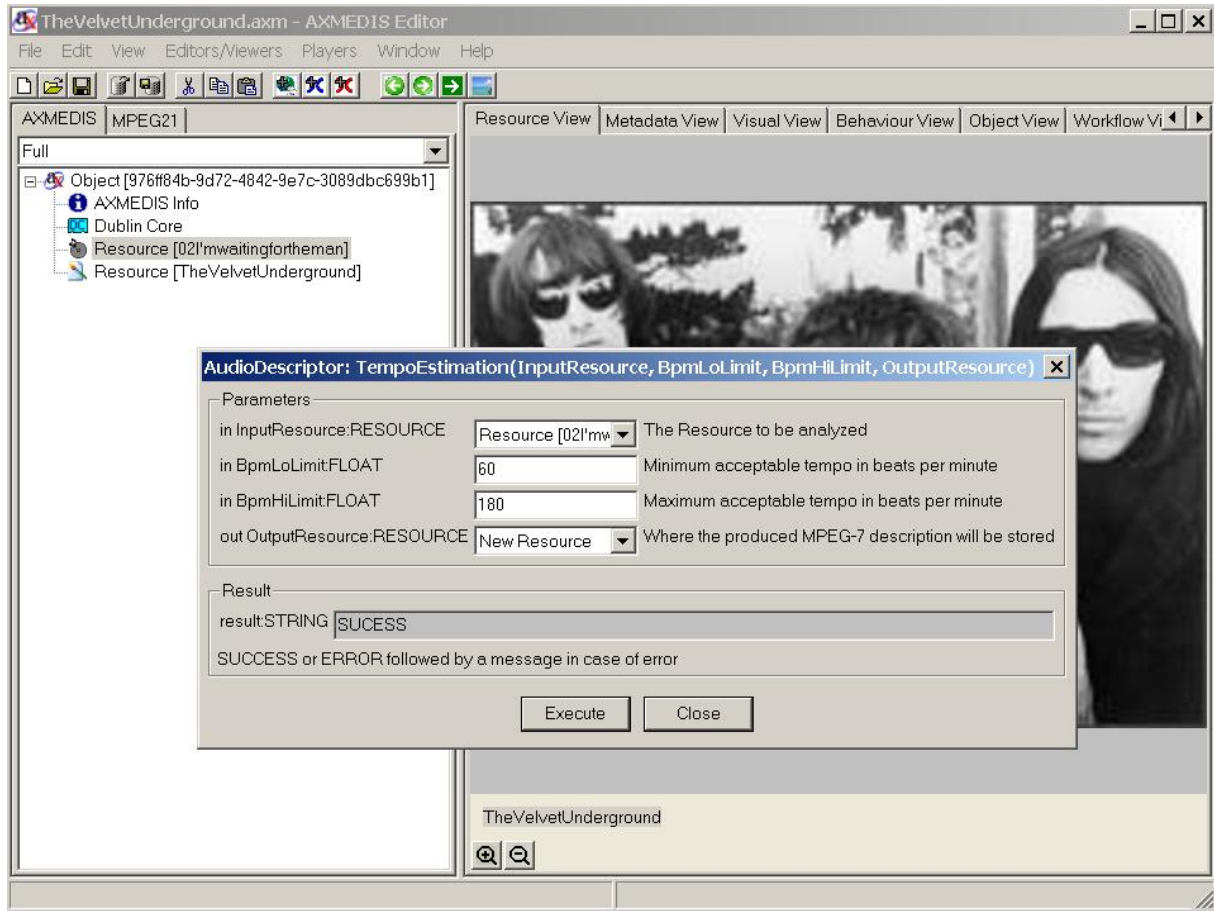 TheVelvetUnderground.axm - AXMEDIS Editor
File Edit View Editors/Viewers Players Window Help
AXMEDIS MPEG21
Full
Object [976ff84b-9d72-4842-9e7c-3089dbc699b1]
AXMEDIS Info
DC Dublin Core
Resource [02I'mwaitingfortheman]
Resource [TheVelvetUnderground]
Resource View Metadata View Visual View Behaviour View Object View Workflow Vi
AudioDescriptor: TempoEstimation(InputResource, BpmLoLimit, BpmHiLimit, OutputResource)
Parameters
in InputResource:RESOURCE Resource [02I'mw The Resource to be analyzed
in BpmLoLimit:FLOAT 60 Minimum acceptable tempo in beats per minute
in BpmHiLimit:FLOAT 180 Maximum acceptable tempo in beats per minute
out OutputResource:RESOURCE New Resource Where the produced MPEG-7 description will be stored
Result
result:STRING SUCESS
SUCCESS or ERROR followed by a message in case of error
Execute Close
TheVelvetUnderground